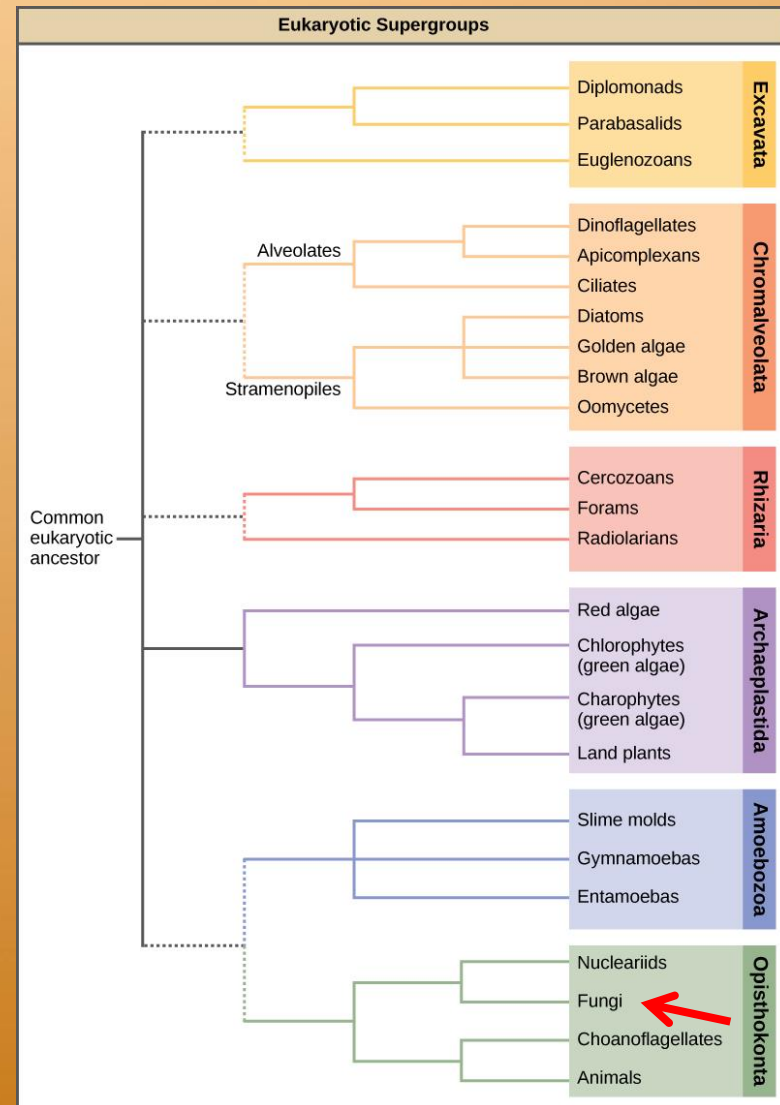 Eukaryotic Supergroups
Diplomonads
Parabasalids
Euglenozoans
Excavata
Alveolates
Stramenopiles
Dinoflagellates
Apicomplexans
Ciliates
Diatoms
Golden algae
Brown algae
Oomycetes
Chromalveolata
Cercozoans
Forams
Radiolarians
Rhizaria
Common
eukaryotic
ancestor
Red algae
Chlorophytes
(green algae)
Charophytes
(green algae)
Land plants
Archaeplastida
Slime molds
Gymnamoebas
Entamoebas
Amoebozoa
Nucleariids
Fungi
Choanoflagellates
Animals
Opisthokonta